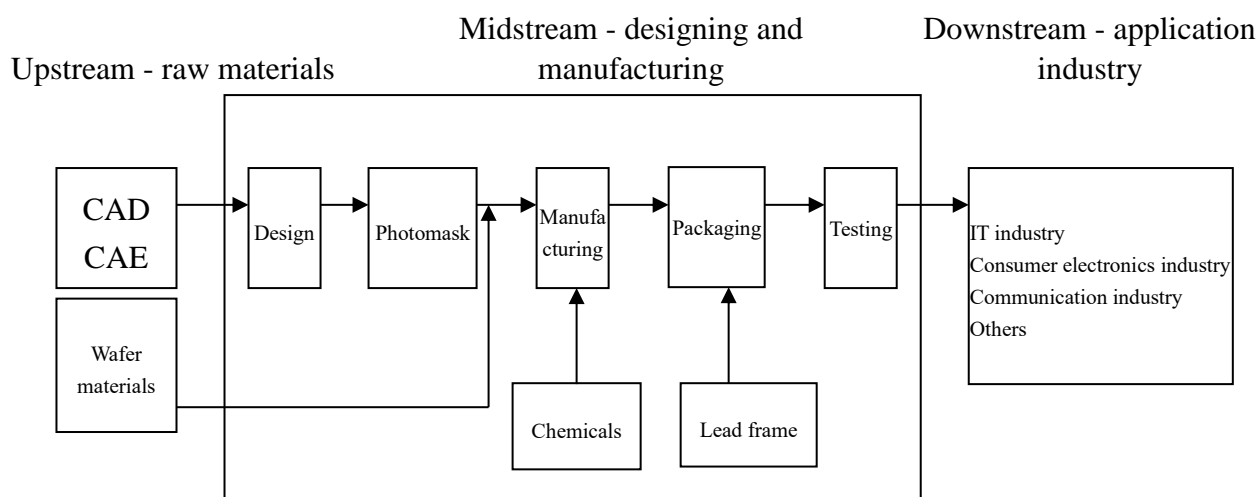 Upstream - raw materials
Midstream - designing and
manufacturing
Downstream - application
industry
CAD
CAE
Design
Photomask
Manufa
cturing
Packaging
Testing
IT industry
Consumer electronics industry
Communication industry
Others
Wafer
materials
Chemicals
Lead frame